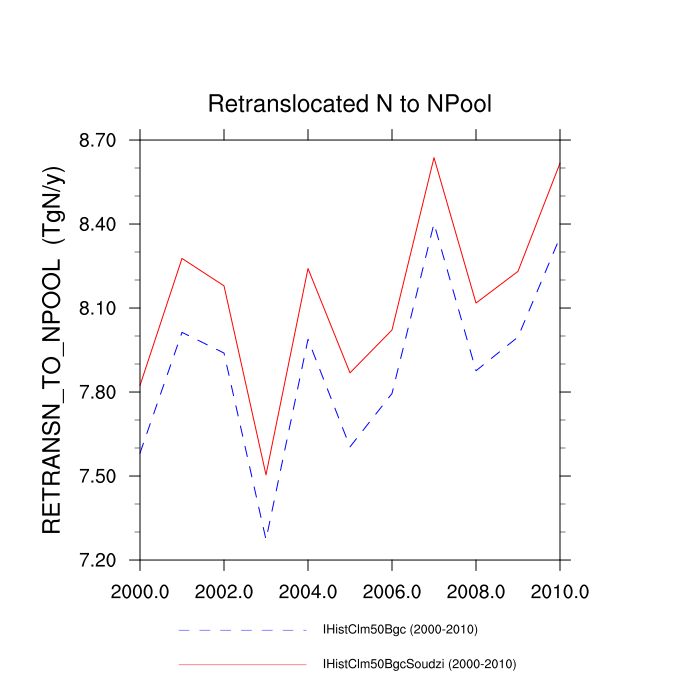 Retranslocated N to NPool
RETRANSN_TO_NPOOL (TgN/y)
8.70
8.40
8.10
7.80
7.50
7.20
2000.0 2002.0 2004.0 2006.0 2008.0 2010.0
IHistClm50Bgc (2000-2010)
IHistClm50BgcSoudzi (2000-2010)